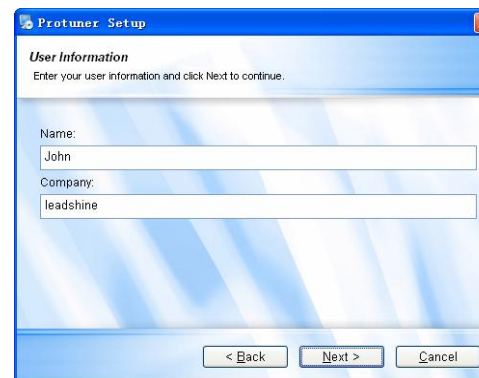 Protuner Setup
User Information
Enter your user information and click Next to continue.
Name:
John
Company:
leadshine
< Back
Next >
Cancel